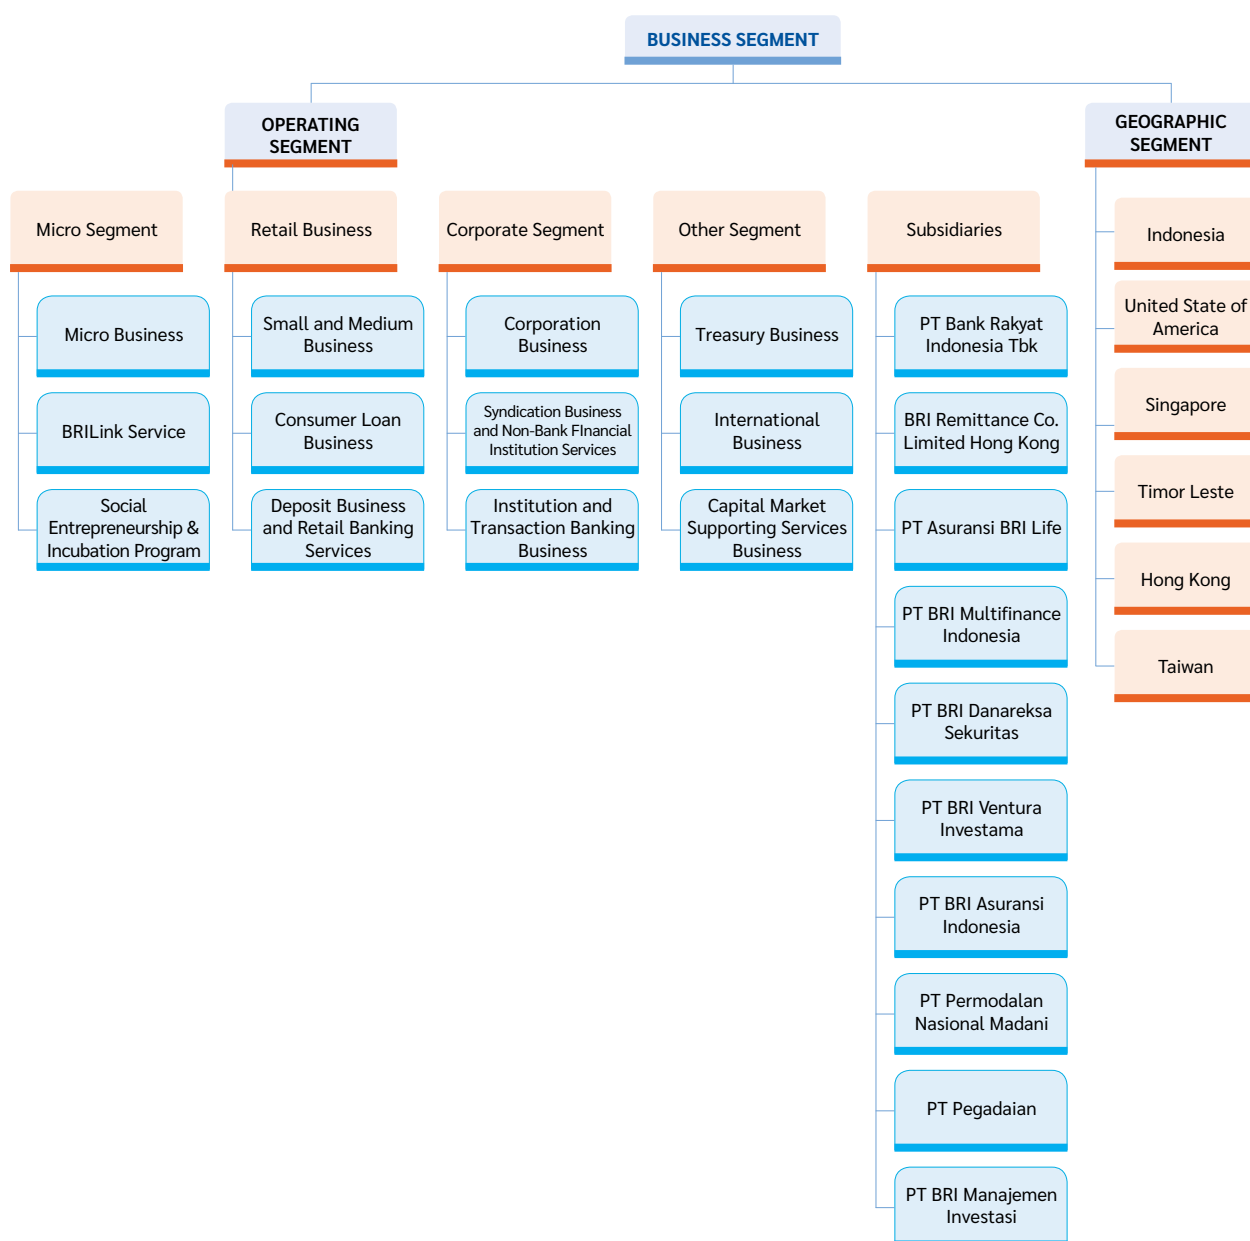 BUSINESS SEGMENT
OPERATING
SEGMENT
GEOGRAPHIC
SEGMENT
Micro Segment
Retail Business
Corporate Segment
Other Segment
Subsidiaries
Micro Business
BRILink Service
Social
Entrepreneurship &
Incubation Program
Small and Medium
Business
Consumer Loan
Business
Deposit Business
and Retail Banking
Services
Corporation
Business
Syndication Business
and Non-Bank FInancial
Institution Services
Institution and
Transaction Banking
Business
Treasury Business
International
Business
Capital Market
Supporting Services
Business
PT Bank Rakyat
Indonesia Tbk
BRI Remittance Co.
Limited Hong Kong
PT Asuransi BRI Life
PT BRI Multifinance
Indonesia
PT BRI Danareksa
Sekuritas
PT BRI Ventura
Investama
PT BRI Asuransi
Indonesia
PT Permodalan
Nasional Madani
PT Pegadaian
PT BRI Manajemen
Investasi
Indonesia
United State of
America
Singapore
Timor Leste
Hong Kong
Taiwan